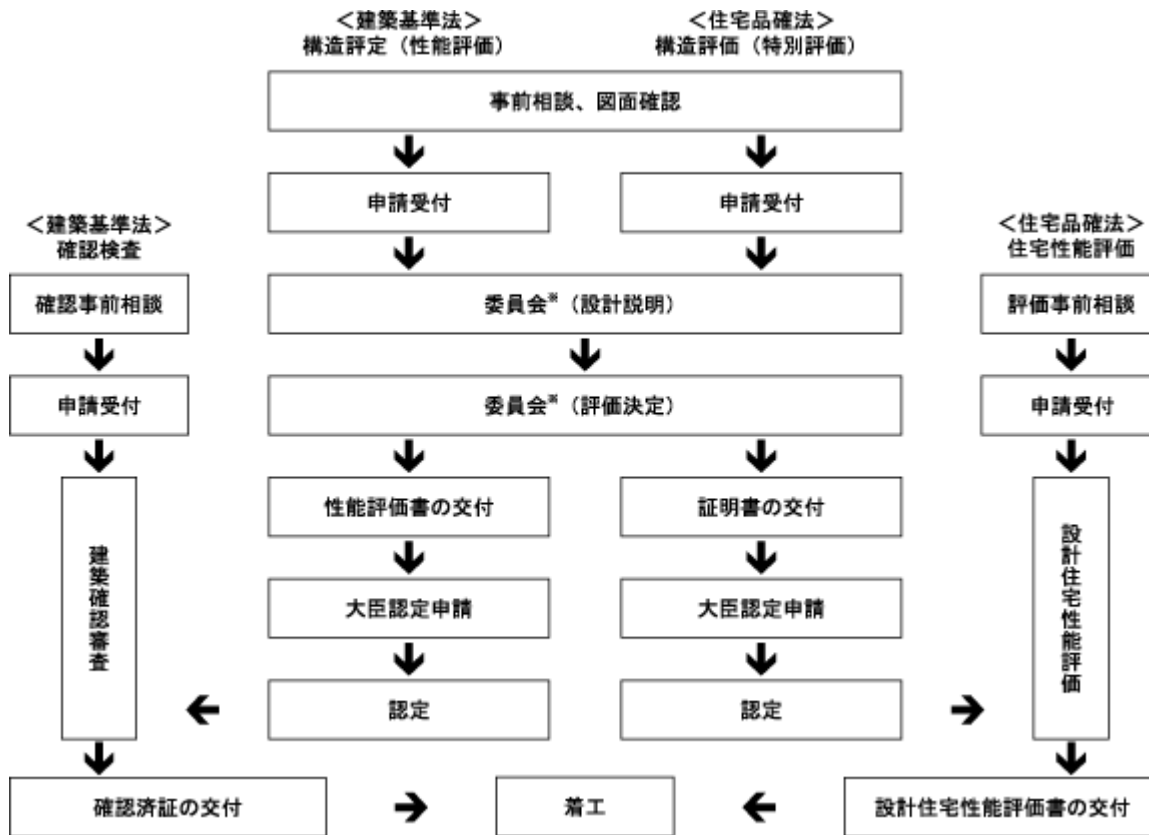 ＜建築基準法＞
構造評定（性能評価）
＜住宅品確法＞
構造評価（特別評価）
事前相談、図面確認
申請受付
申請受付
＜建築基準法＞
確認検査
＜住宅品確法＞
住宅性能評価
確認事前相談
委員会※（設計説明）
評価事前相談
申請受付
委員会※（評価決定）
申請受付
建築確認審査
性能評価書の交付
証明書の交付
設計住宅性能評価
大臣認定申請
大臣認定申請
認定
認定
確認済証の交付
着工
設計住宅性能評価書の交付